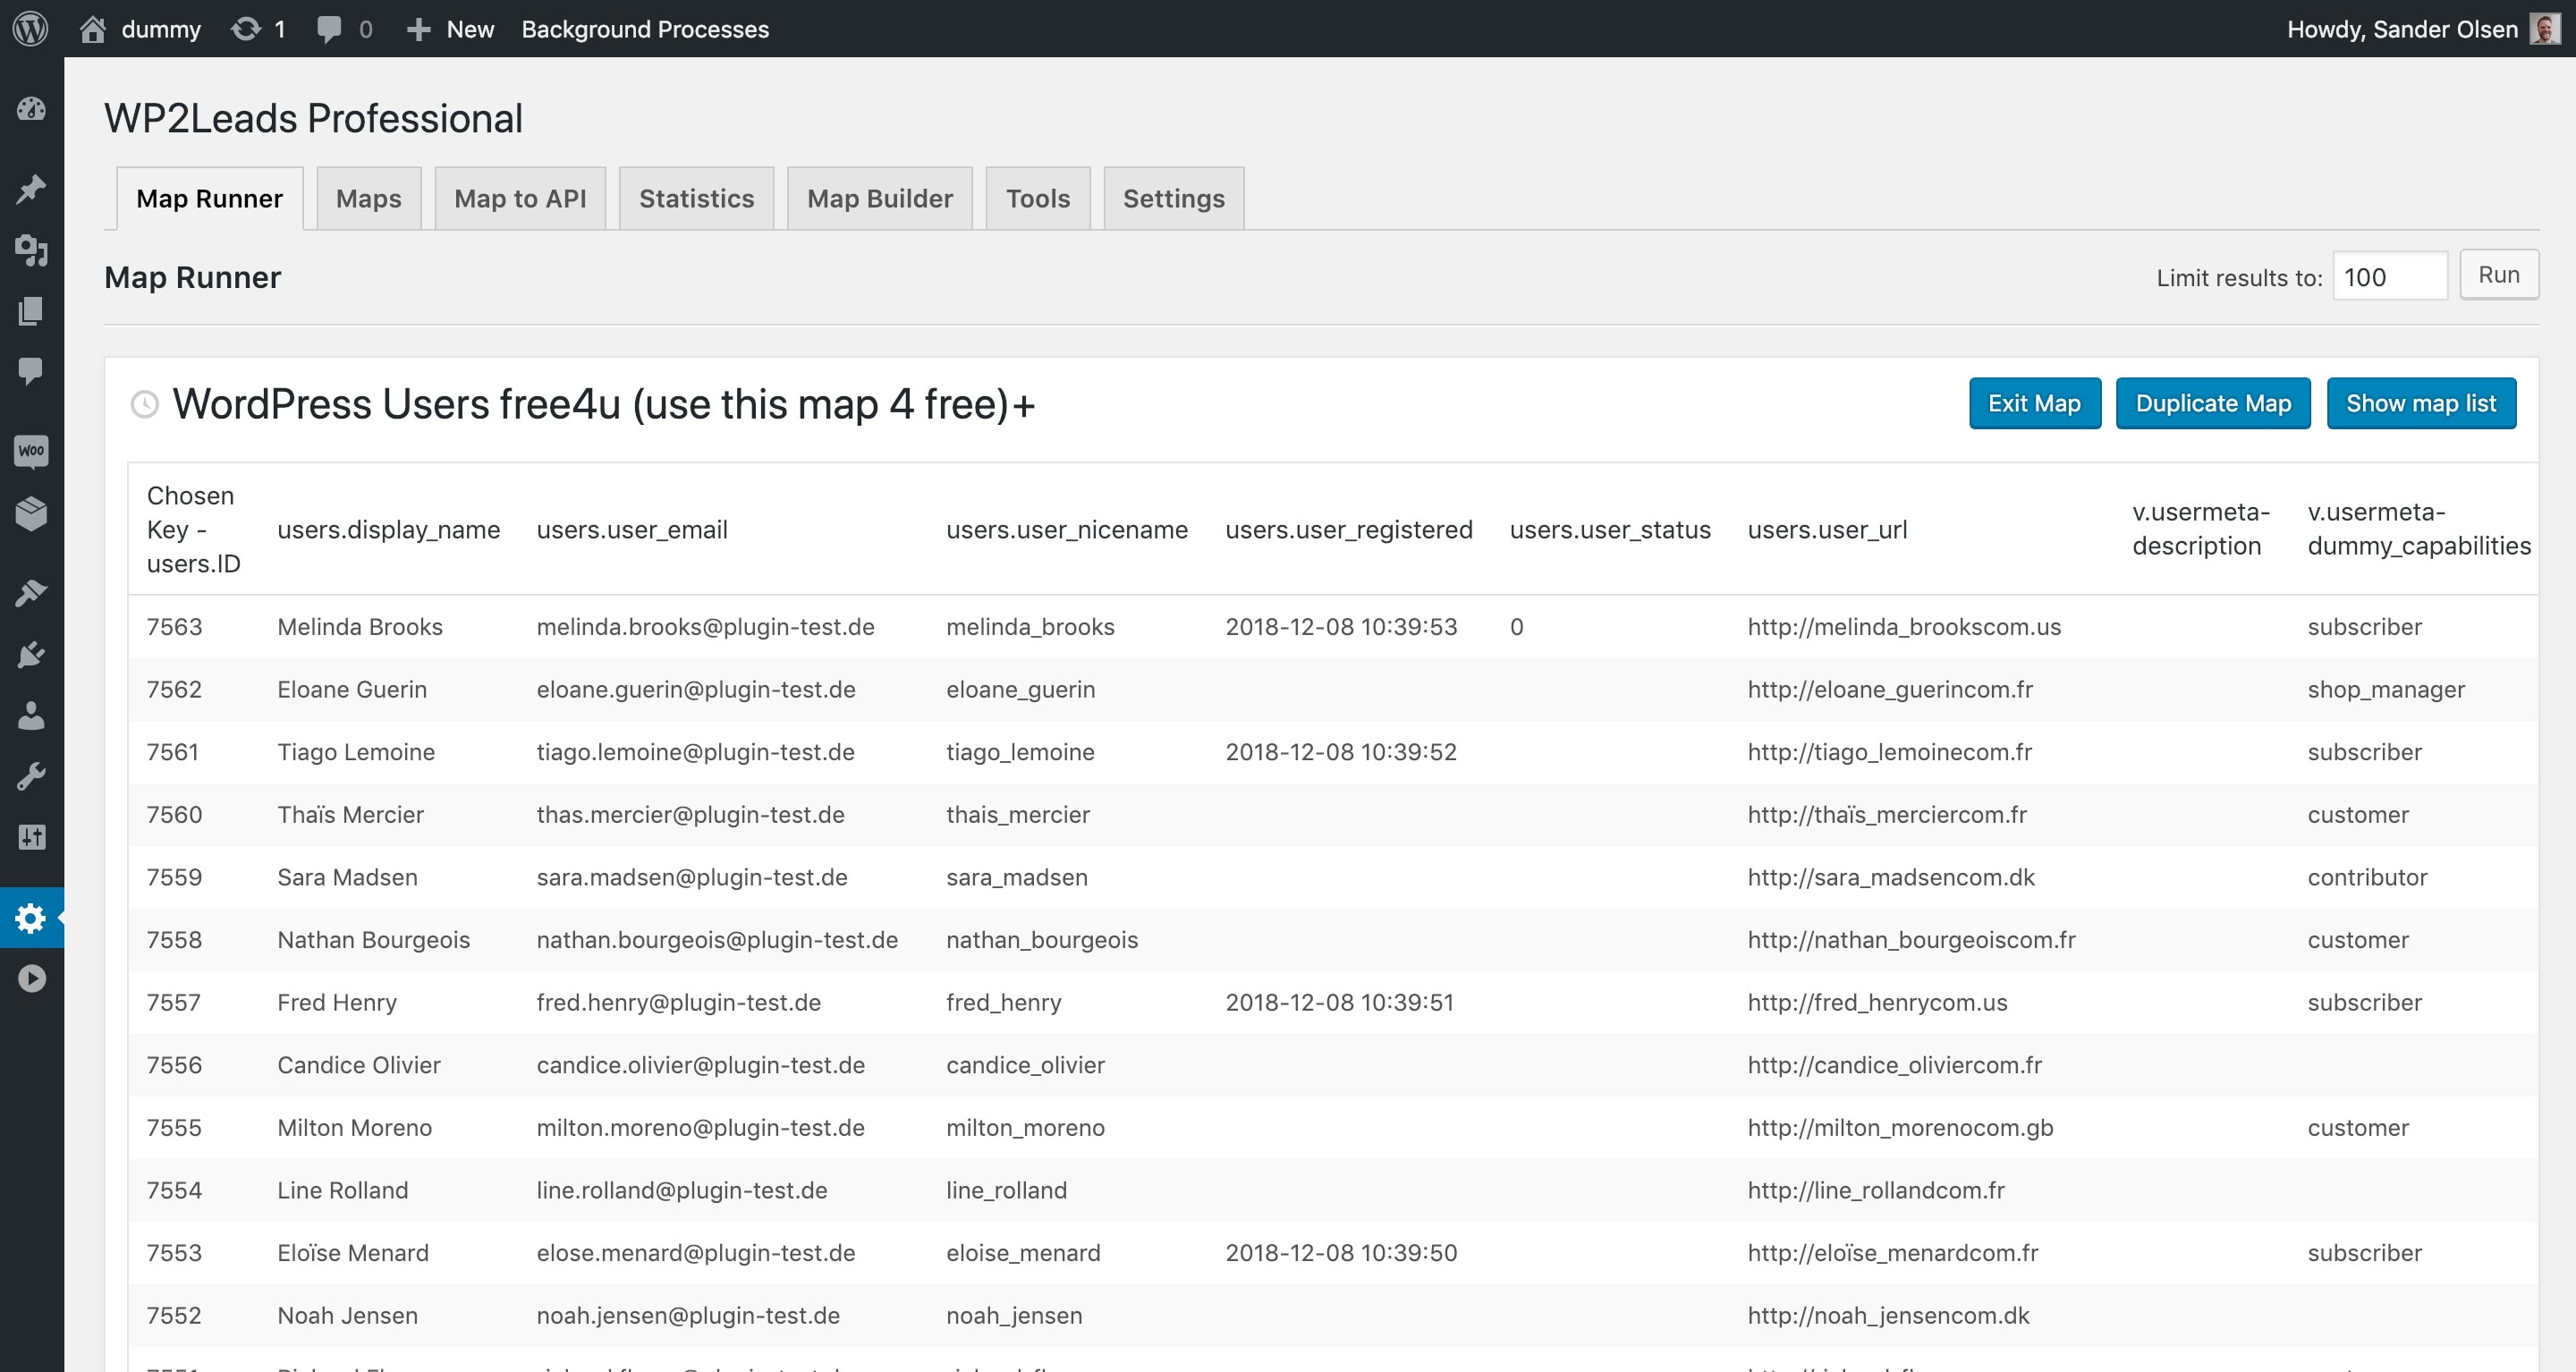 dummy 1 0 New Background Processes Howdy, Sander Olsen
WP2Leads Professional
Map Runner Maps Map to API Statistics Map Builder Tools Settings
Map Runner Limit results to: 100 Run
WordPress Users free4u (use this map 4 free)+ Exit Map Duplicate Map Show map list
Chosen Key - users.ID users.display_name users.user_email users.user_nicename users.user_registered users.user_status users.user_url v.usermeta-description v.usermeta-dummy_capabilities
7563 Melinda Brooks melinda.brooks@plugin-test.de melinda_brooks 2018-12-08 10:39:53 0 http://melinda_brookscom.us subscriber
7562 Eloane Guerin eloane.guerin@plugin-test.de eloane_guerin http://eloane_guerincom.fr shop_manager
7561 Tiago Lemoine tiago.lemoine@plugin-test.de tiago_lemoine 2018-12-08 10:39:52 http://tiago_lemoinecom.fr subscriber
7560 Thaïs Mercier thas.mercier@plugin-test.de thais_mercier http://thaïs_merciercom.fr customer
7559 Sara Madsen sara.madsen@plugin-test.de sara_madsen http://sara_madsencom.dk contributor
7558 Nathan Bourgeois nathan.bourgeois@plugin-test.de nathan_bourgeois http://nathan_bourgeoiscom.fr customer
7557 Fred Henry fred.henry@plugin-test.de fred_henry 2018-12-08 10:39:51 http://fred_henrycom.us subscriber
7556 Candice Olivier candice.olivier@plugin-test.de candice_olivier http://candice_oliviercom.fr
7555 Milton Moreno milton.moreno@plugin-test.de milton_moreno http://milton_morenocom.gb customer
7554 Line Rolland line.rolland@plugin-test.de line_rolland http://line_rollandcom.fr
7553 Eloïse Menard elose.menard@plugin-test.de eloise_menard 2018-12-08 10:39:50 http://eloïse_menardcom.fr subscriber
7552 Noah Jensen noah.jensen@plugin-test.de noah_jensen http://noah_jensencom.dk